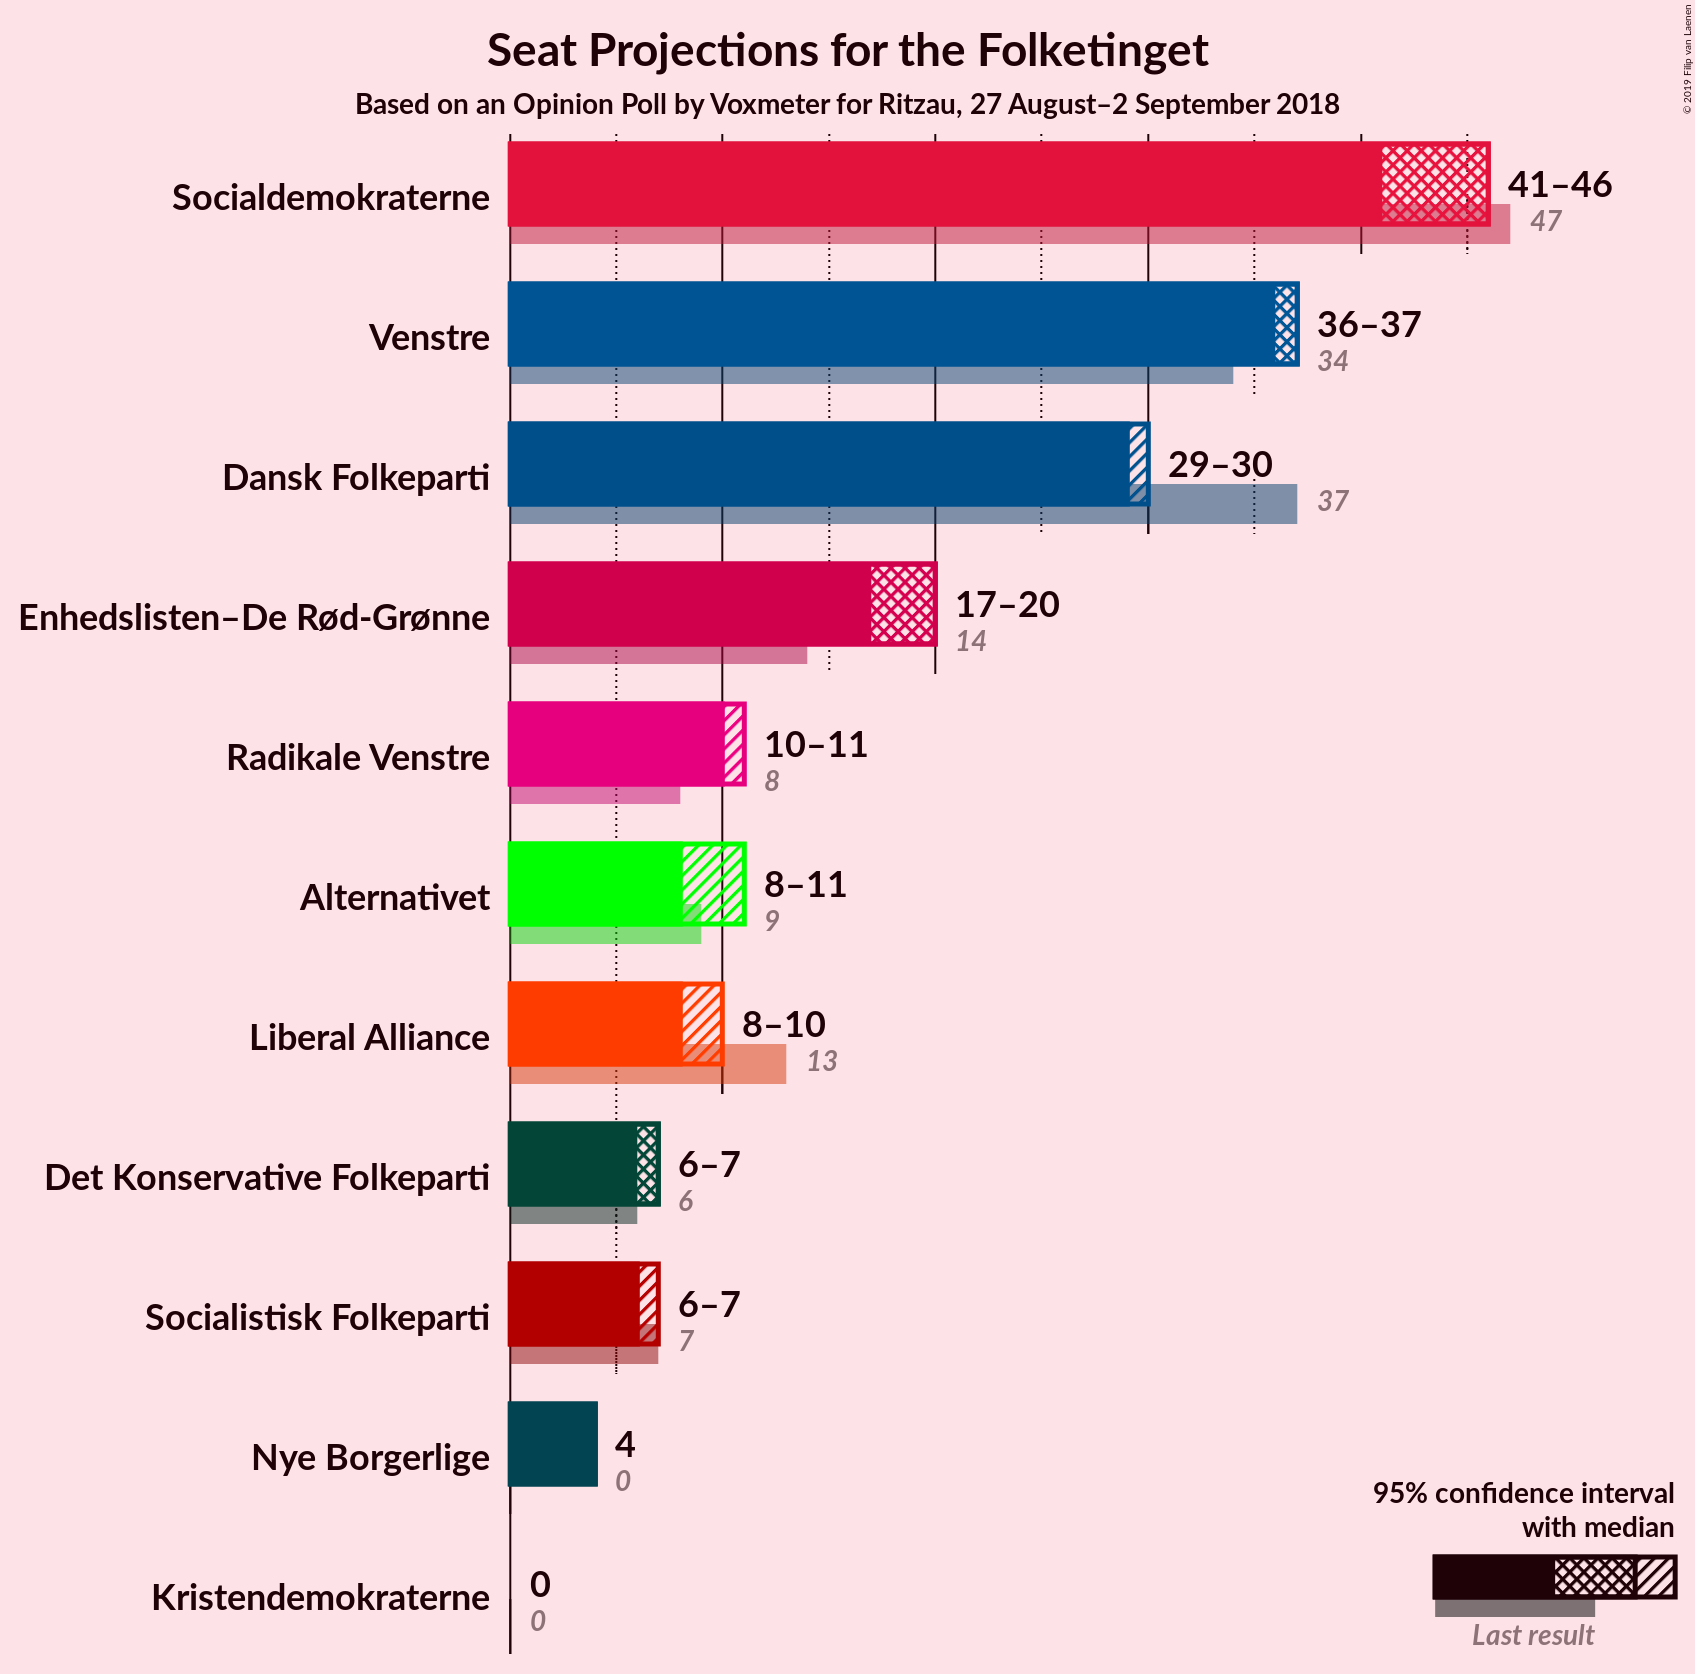 Seat Projections for the Folketinget
Based on an Opinion Poll by Voxmeter for Ritzau, 27 August–2 September 2018
© 2019 Filip van Laenen
Socialdemokraterne
41–46
47
Venstre
36–37
34
Dansk Folkeparti
29–30
37
Enhedslisten–De Rød-Grønne
17–20
14
Radikale Venstre
10–11
8
Alternativet
8–11
9
Liberal Alliance
8–10
13
Det Konservative Folkeparti
6–7
6
Socialistisk Folkeparti
6–7
7
Nye Borgerlige
4
0
Kristendemokraterne
0
0
95% confidence interval
with median
Last result